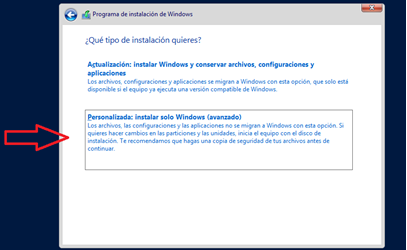 Programa de instalación de Windows
¿Qué tipo de instalación quieres?
Actualización: instalar Windows y conservar archivos, configuraciones y
aplicaciones
Los archivos, configuraciones y aplicaciones se migran a Windows con esta opción, que solo está
disponible si el equipo ya ejecuta una versión compatible de Windows.
Personalizada: instalar solo Windows (avanzado)
Los archivos, las configuraciones y las aplicaciones no se migran a Windows con esta opción. Si
quieres hacer cambios en las particiones y las unidades, inicia el equipo con el disco de
instalación. Te recomendamos que hagas una copia de seguridad de tus archivos antes de
continuar.